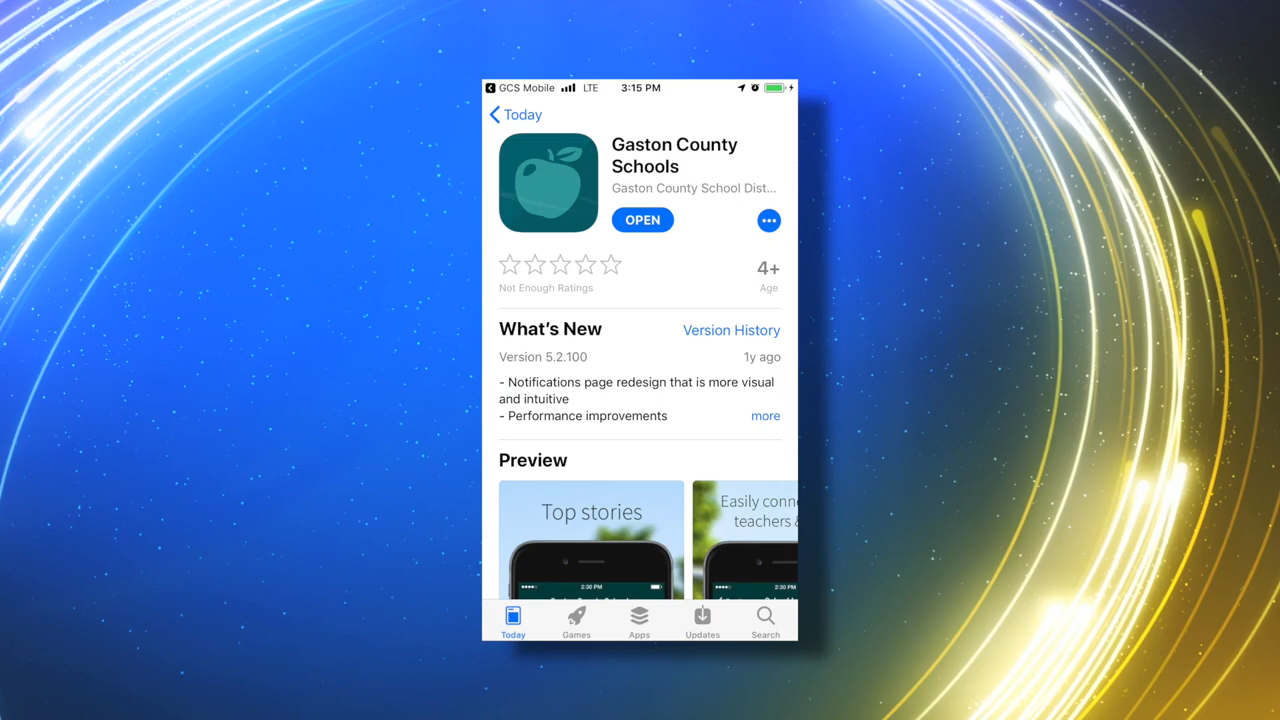 GCS Mobile LTE 3:15 PM
Today
Gaston County
Schools
Gaston County School Dist...
OPEN
Not Enough Ratings
4+
Age
What's New Version History
Version 5.2.100 1y ago
- Notifications page redesign that is more visual
and intuitive
- Performance improvements more
Preview
Top stories
Easily conn
teachers &
2:30 PM
2:30 PM
Today Games Apps Updates Search